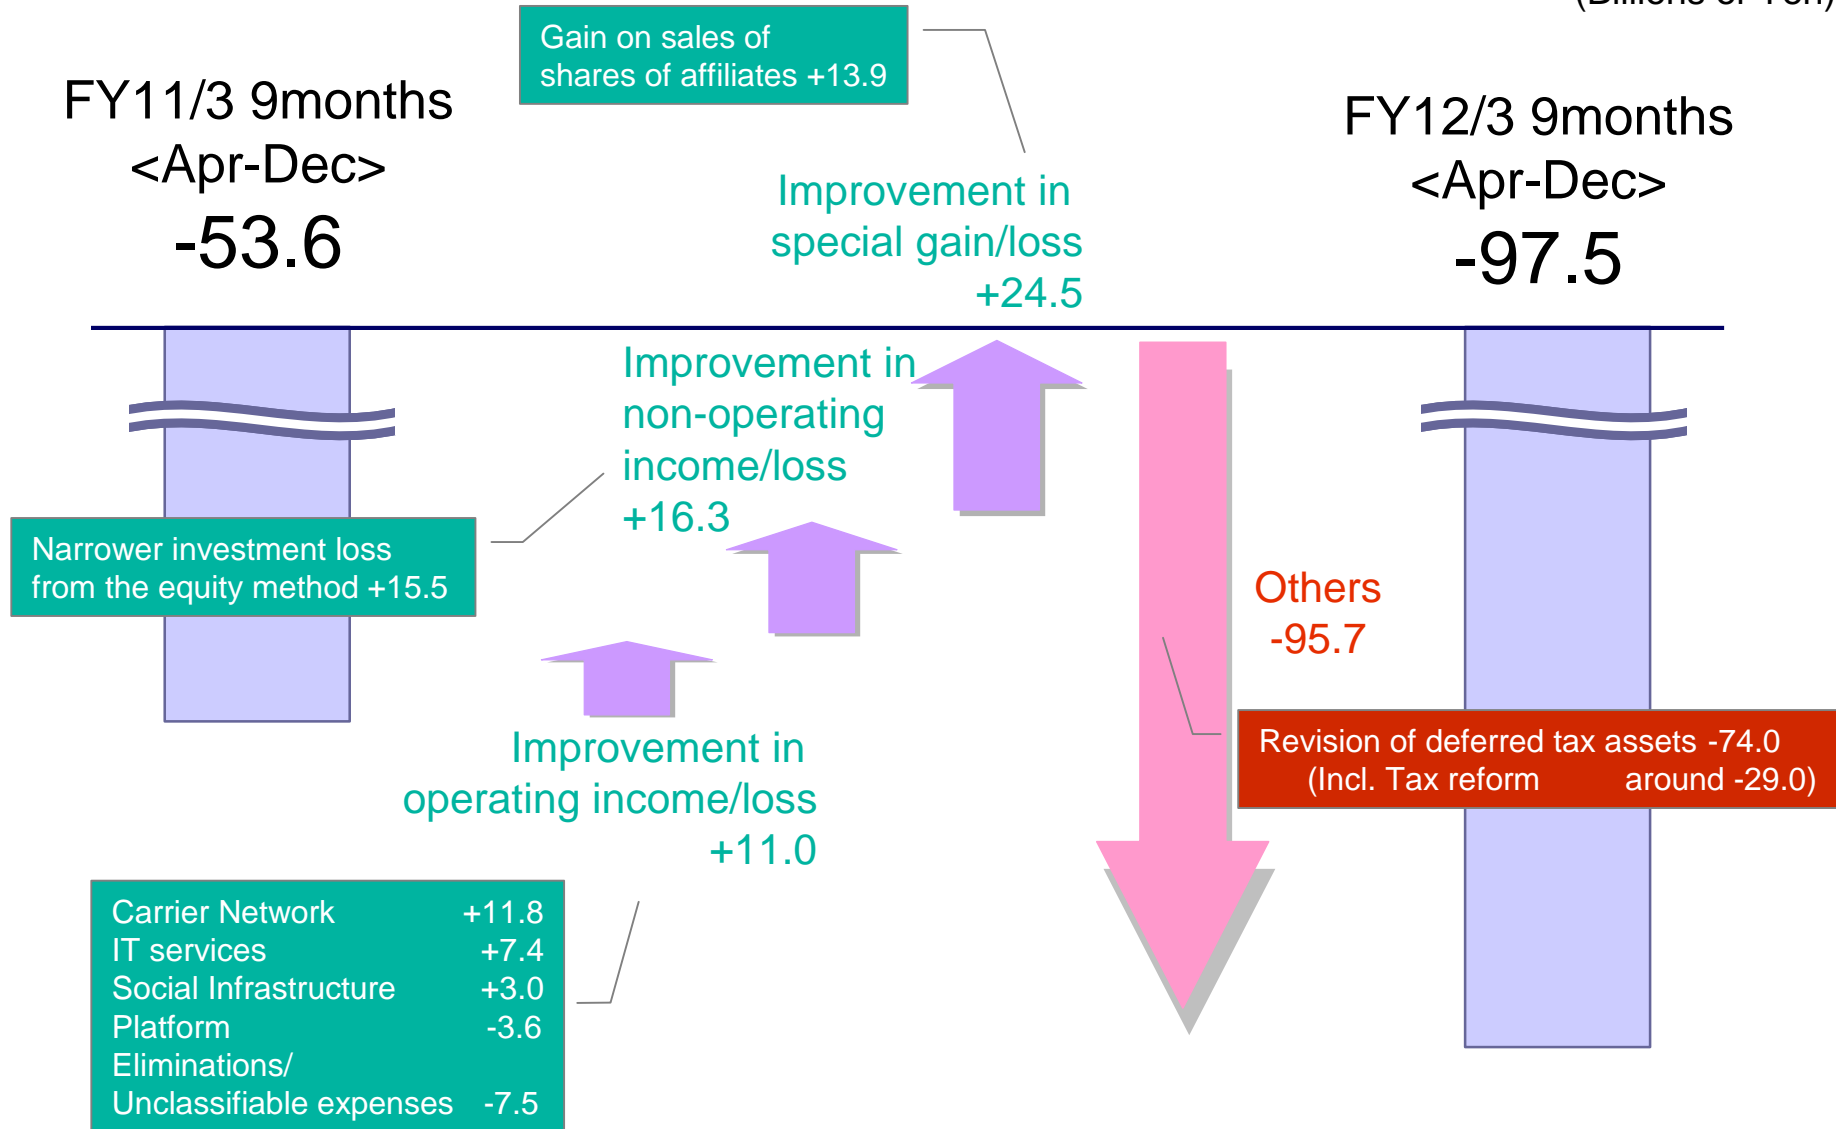 (Billions of Yen)
Gain on sales of
shares of affiliates +13.9
FY11/3 9months
<Apr-Dec>
-53.6
FY12/3 9months
<Apr-Dec>
-97.5
Improvement in
special gain/loss
+24.5
Improvement in
non-operating
income/loss
+16.3
Narrower investment loss
from the equity method +15.5
Others
-95.7
Revision of deferred tax assets -74.0
(Incl. Tax reform around -29.0)
Improvement in
operating income/loss
+11.0
Carrier Network +11.8
IT services +7.4
Social Infrastructure +3.0
Platform -3.6
Eliminations/
Unclassifiable expenses -7.5